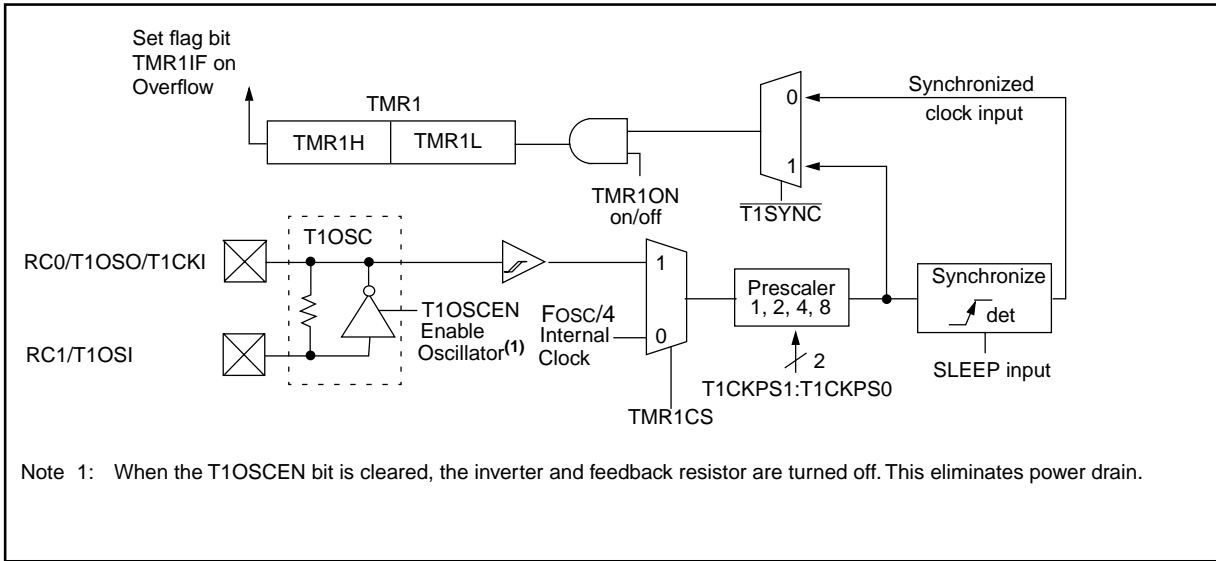 Set flag bit
TMR1IF on
Overflow
TMR1
TMR1H
TMR1L
TMR1ON
on/off
0
1
T1SYNC
Synchronized
clock input
RC0/T1OSO/T1CKI
RC1/T1OSI
T1OSC
T1OSCEN
Enable
Oscillator(1)
FOSC/4
Internal
Clock
1
0
TMR1CS
Prescaler
1, 2, 4, 8
2
T1CKPS1:T1CKPS0
Synchronize
det
SLEEP input
Note 1: When the T1OSCEN bit is cleared, the inverter and feedback resistor are turned off. This eliminates power drain.